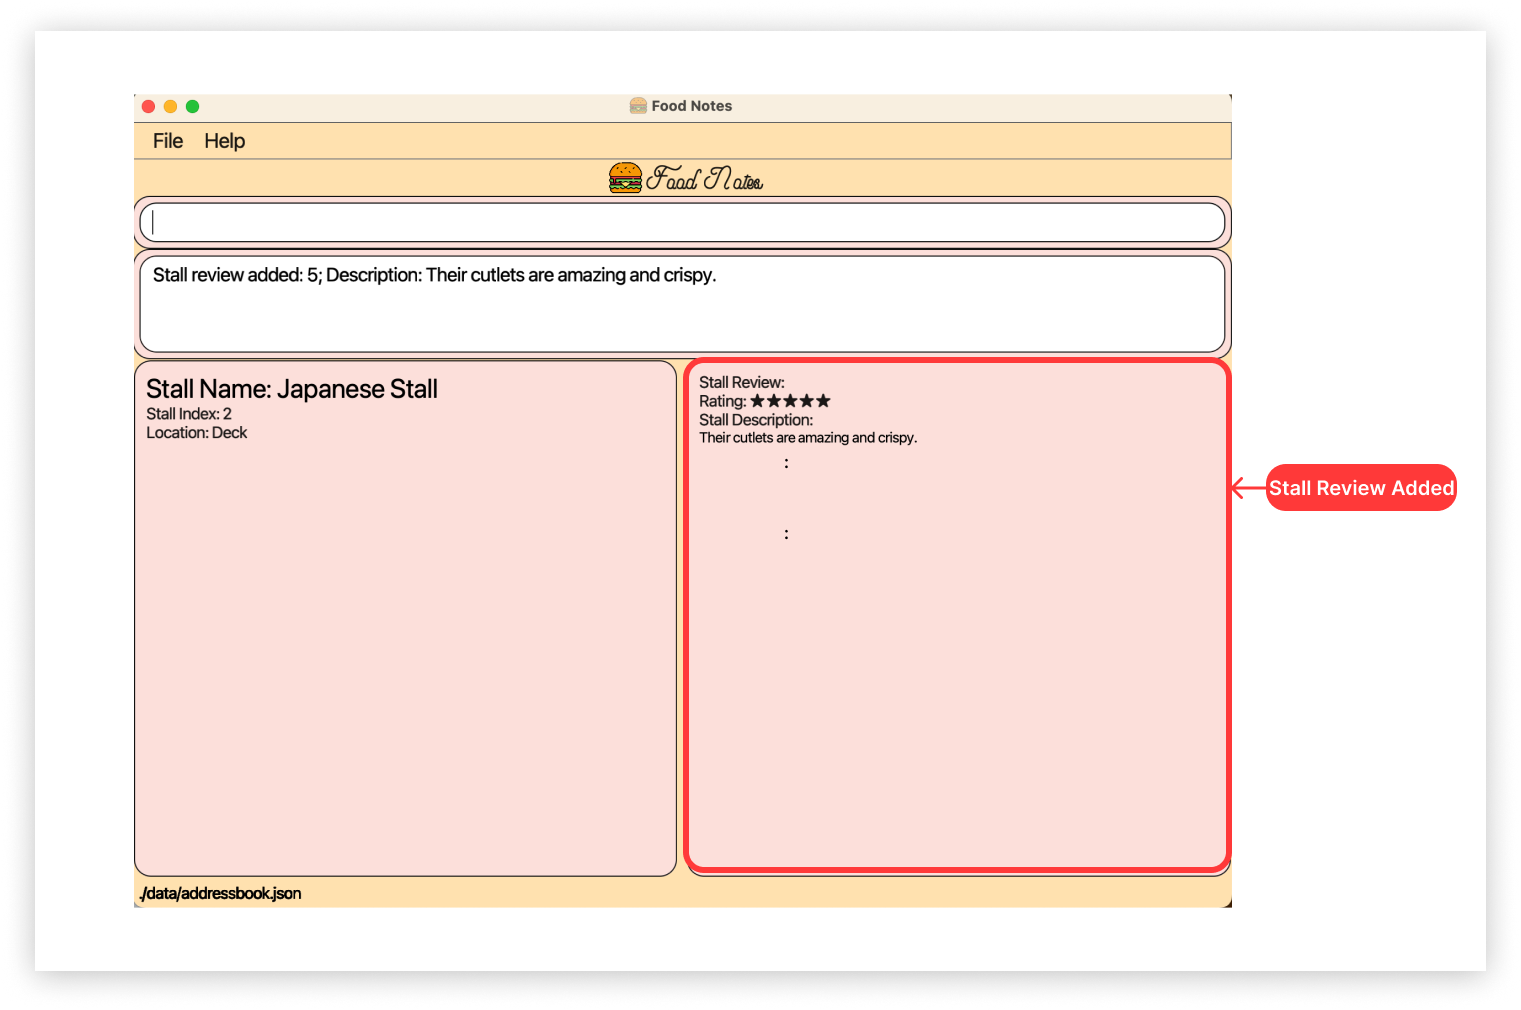 Food Notes
File Help
Food Notes
Stall review added: 5; Description: Their cutlets are amazing and crispy.
Stall Name: Japanese Stall
Stall Index: 2
Location: Deck
Stall Review:
Rating: ★★★★★
Stall Description:
Their cutlets are amazing and crispy.
:
:
Stall Review Added
./data/addressbook.json